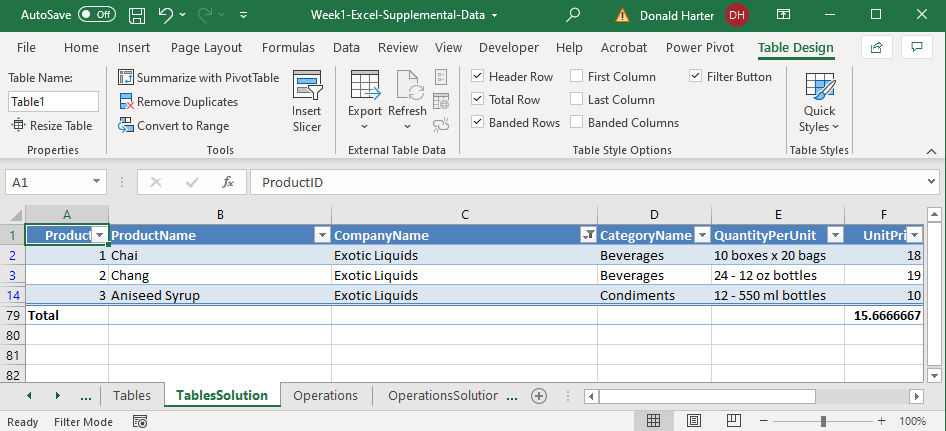 AutoSave Off Week1-Excel-Supplemental-Data Donald Harter DH
File Home Insert Page Layout Formulas Data Review View Developer Help Acrobat Power Pivot Table Design
Table Name:
Table1
Resize Table
Properties
Summarize with PivotTable
Remove Duplicates
Convert to Range
Tools
Insert
Slicer
Export Refresh
External Table Data
Header Row First Column Filter Button
Total Row Last Column
Banded Rows Banded Columns
Table Style Options
Quick
Styles
Table Styles
A1 fx ProductID
A B C D E F
1 Product ProductName CompanyName CategoryName QuantityPerUnit UnitPri
2 1 Chai Exotic Liquids Beverages 10 boxes x 20 bags 18
3 2 Chang Exotic Liquids Beverages 24 - 12 oz bottles 19
14 3 Aniseed Syrup Exotic Liquids Condiments 12 - 550 ml bottles 10
79 Total 15.6666667
80
81
82
... Tables TablesSolution Operations OperationsSolution ...
Ready Filter Mode 100%